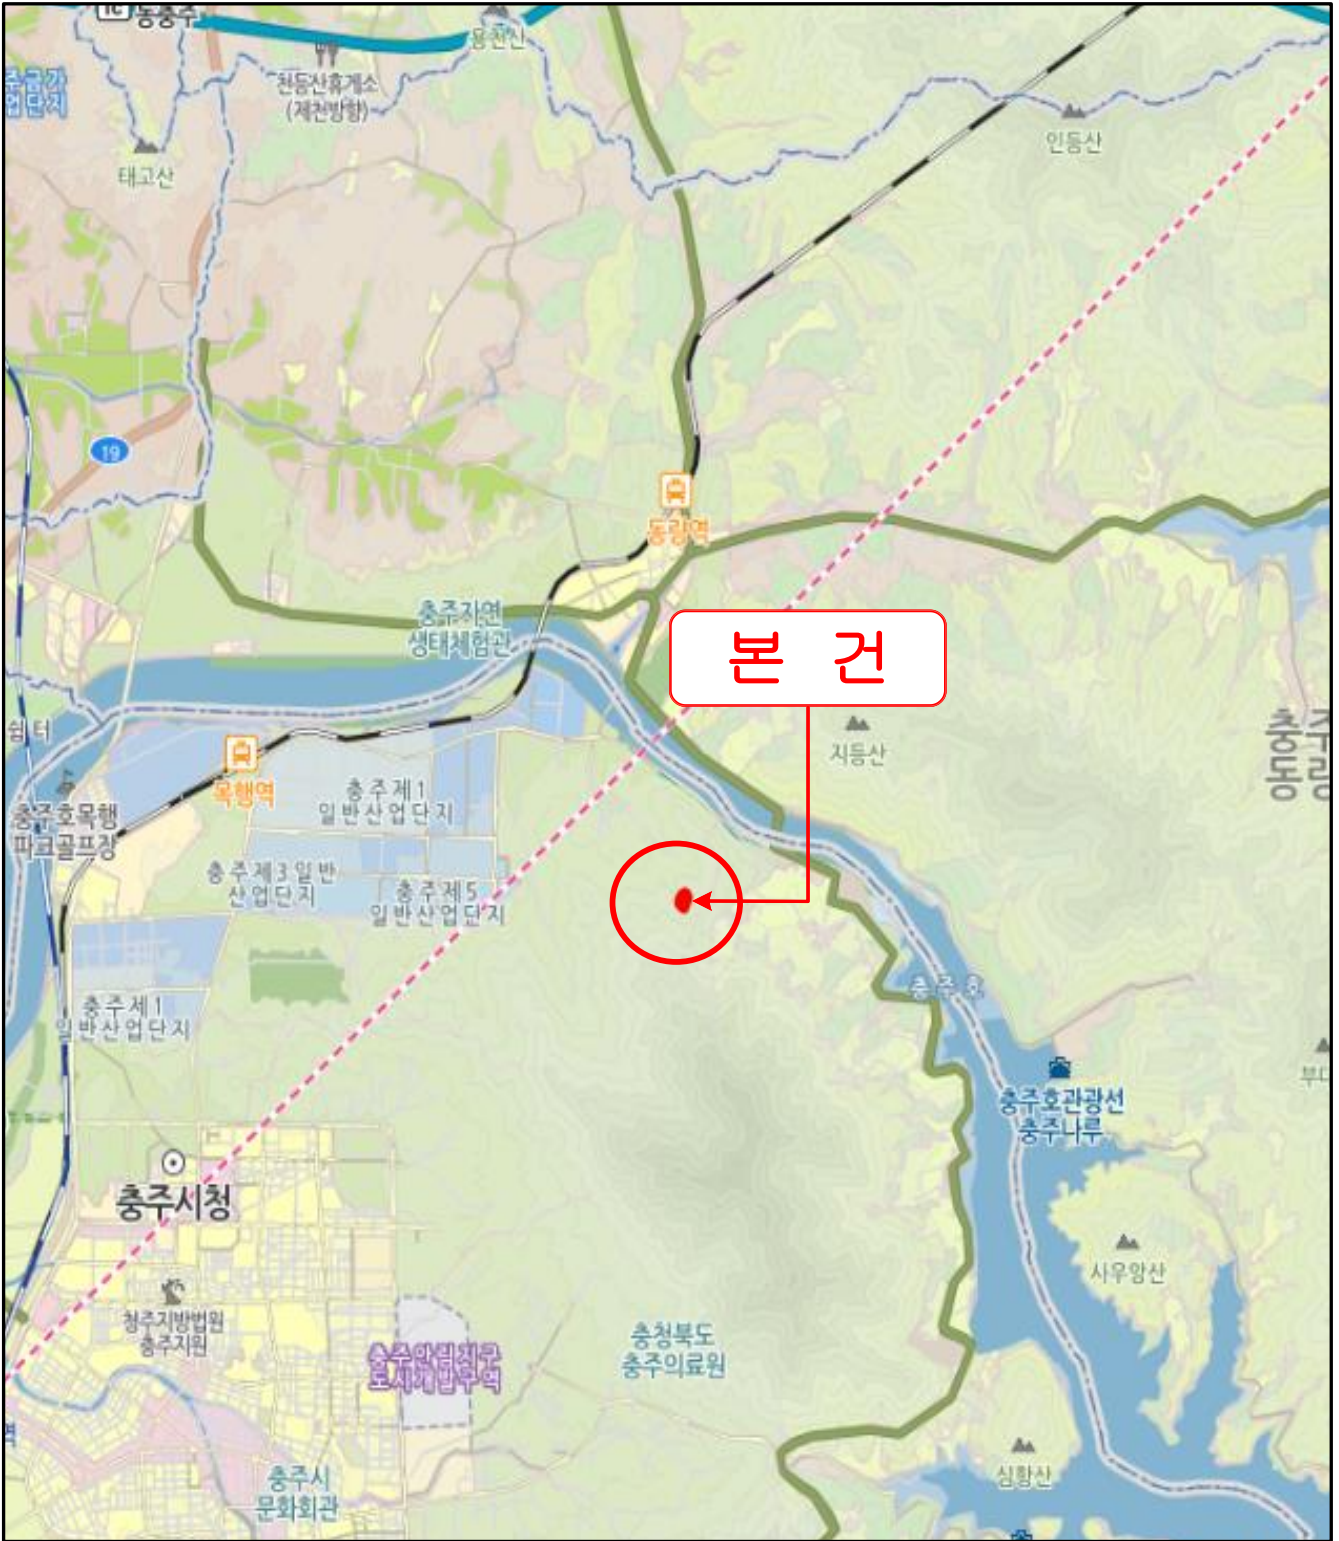 IC 동충주
용천산
천등산휴게소
(제천방향)
인등산
태고산
19
동량역
충주자연
생태체험관
본 건
지등산
쉼터
목행역
충주제1
일반산업단지
충주호목행
파크골프장
충주제3일반
산업단지
충주제5
일반산업단지
충주호
충주제1
일반산업단지
충주호관광선
충주나루
충주시청
사우앙산
청주지방법원
충주지원
충청북도
충주의료원
충주안림지구
도시개발구역
심항산
충주시
문화회관